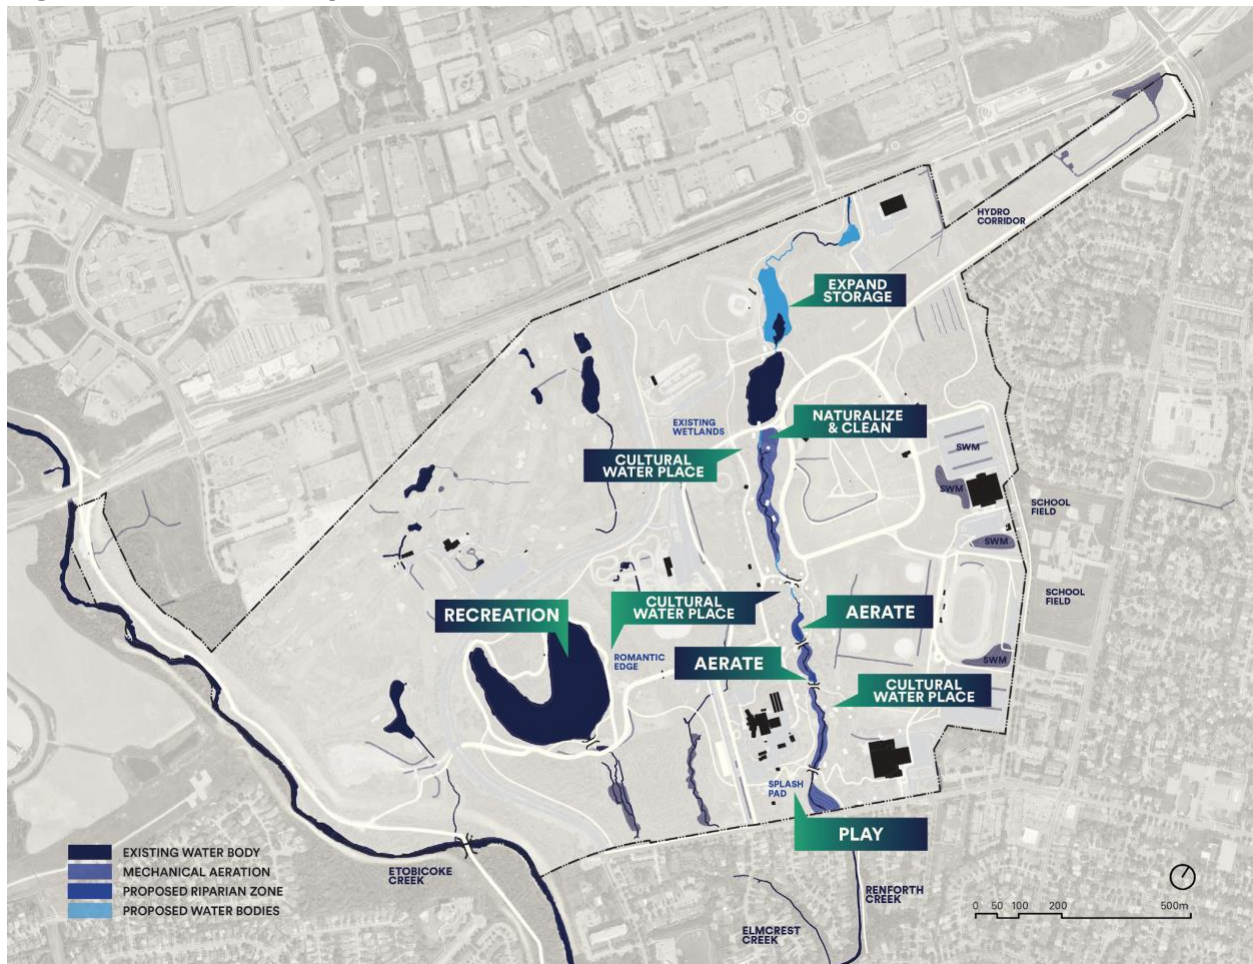 HYDRO
CORRIDOR
EXPAND
STORAGE
NATURALIZE
& CLEAN
EXISTING
WETLANDS
CULTURAL
WATER PLACE
SWM
SWM
SCHOOL
FIELD
SWM
SCHOOL
FIELD
RECREATION
CULTURAL
WATER PLACE
AERATE
ROMANTIC
EDGE
AERATE
SWM
CULTURAL
WATER PLACE
SPLASH
PAD
PLAY
EXISTING WATER BODY
MECHANICAL AERATION
PROPOSED RIPARIAN ZONE
PROPOSED WATER BODIES
ETOBICOKE
CREEK
RENFORTH
CREEK
ELMCREST
CREEK
0 50 100 200 500m